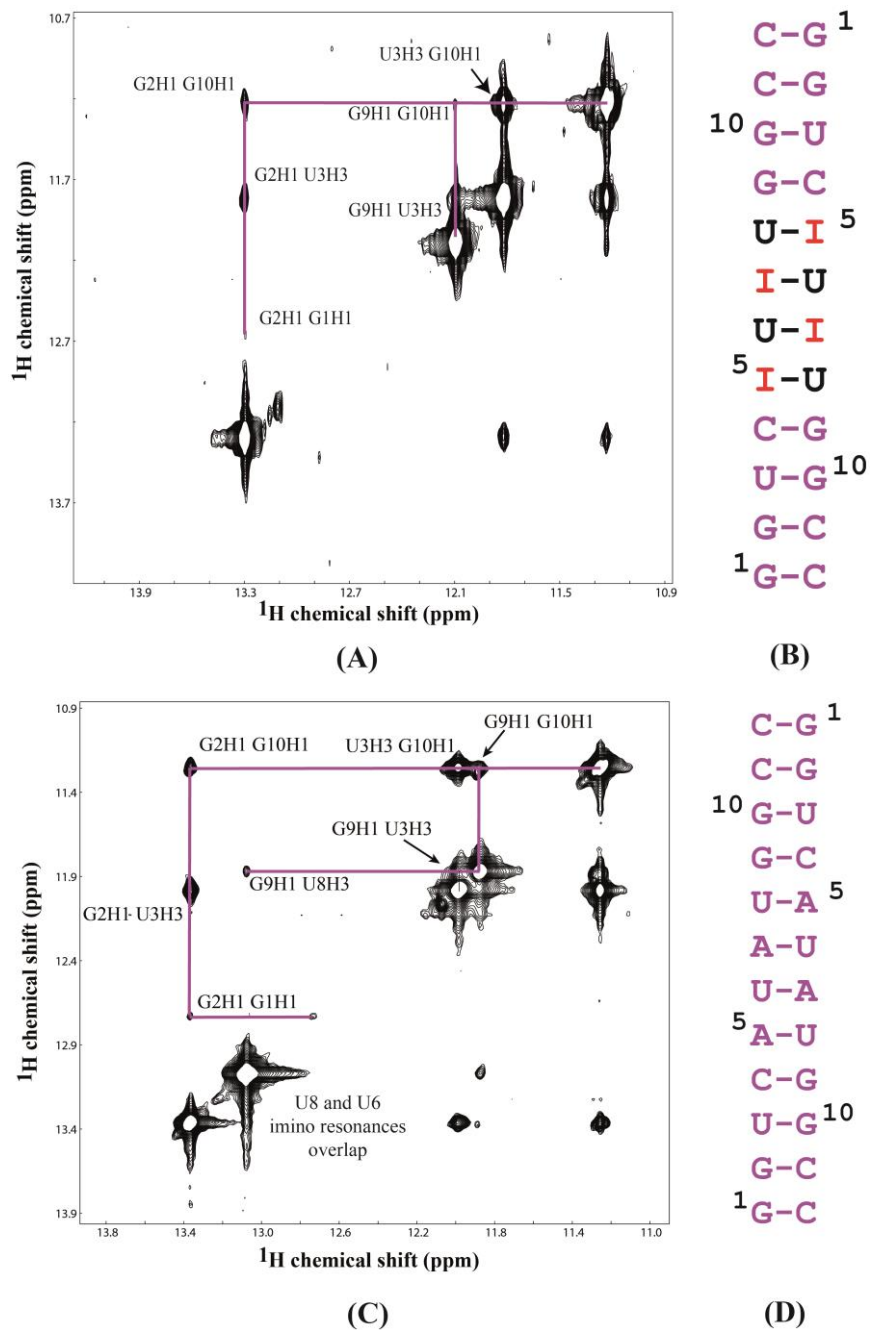 10.7
11.7
12.7
13.7
¹H chemical shift (ppm)
G2H1 G10H1
U3H3 G10H1
G9H1 G10H1
G2H1 U3H3
G9H1 U3H3
G2H1 G1H1
13.9 13.3 12.7 12.1 11.5 10.9
¹H chemical shift (ppm)
(A)
C-G 1
C-G
10 G-U
G-C
U-I 5
I-U
U-I
5 I-U
C-G
U-G 10
G-C
1 G-C
(B)
10.9
11.4
11.9
12.4
12.9
13.4
13.9
¹H chemical shift (ppm)
G9H1 G10H1
G2H1 G10H1 U3H3 G10H1
G9H1 U3H3
G9H1 U8H3
G2H1 U3H3
G2H1 G1H1
U8 and U6
imino resonances
overlap
13.8 13.4 13.0 12.6 12.2 11.8 11.4 11.0
¹H chemical shift (ppm)
(C)
C-G 1
C-G
10 G-U
G-C
U-A 5
A-U
U-A
5 A-U
C-G
U-G 10
G-C
1 G-C
(D)